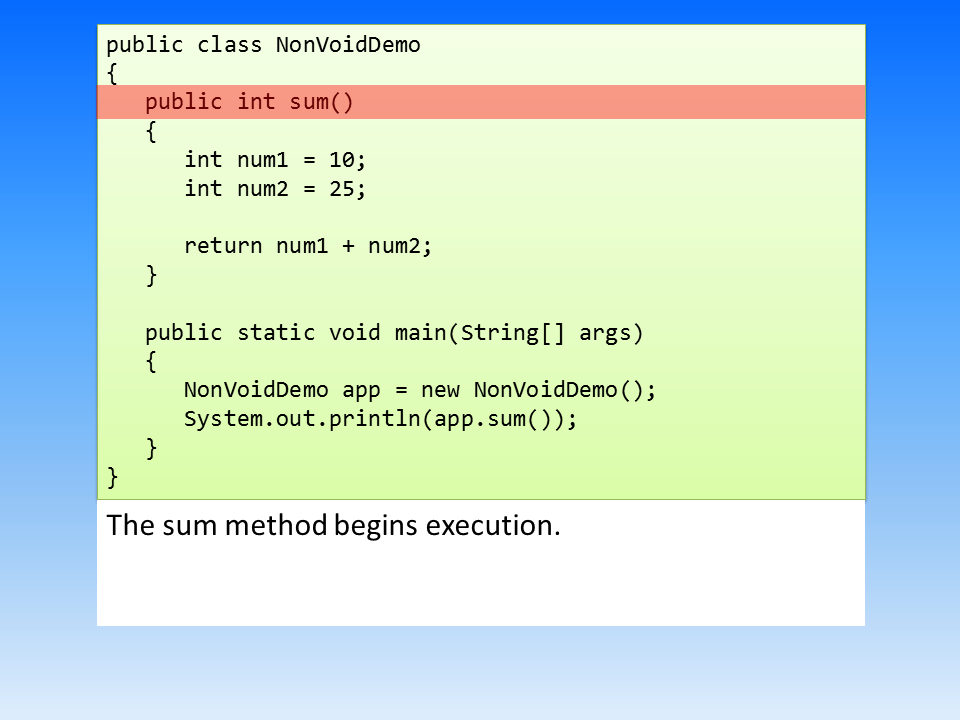 public class NonVoidDemo
{
   public int sum()
   {
      int num1 = 10;
      int num2 = 25;

      return num1 + num2;
   }

   public static void main(String[] args)
   {
      NonVoidDemo app = new NonVoidDemo();
      System.out.println(app.sum());
   }
}
The sum method begins execution.